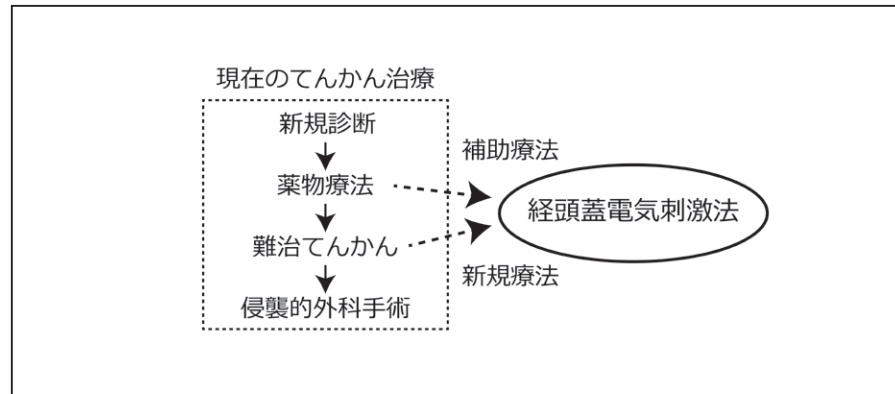 現在のてんかん治療
新規診断
薬物療法
難治てんかん
侵襲的外科手術
補助療法
経頭蓋電気刺激法
新規療法